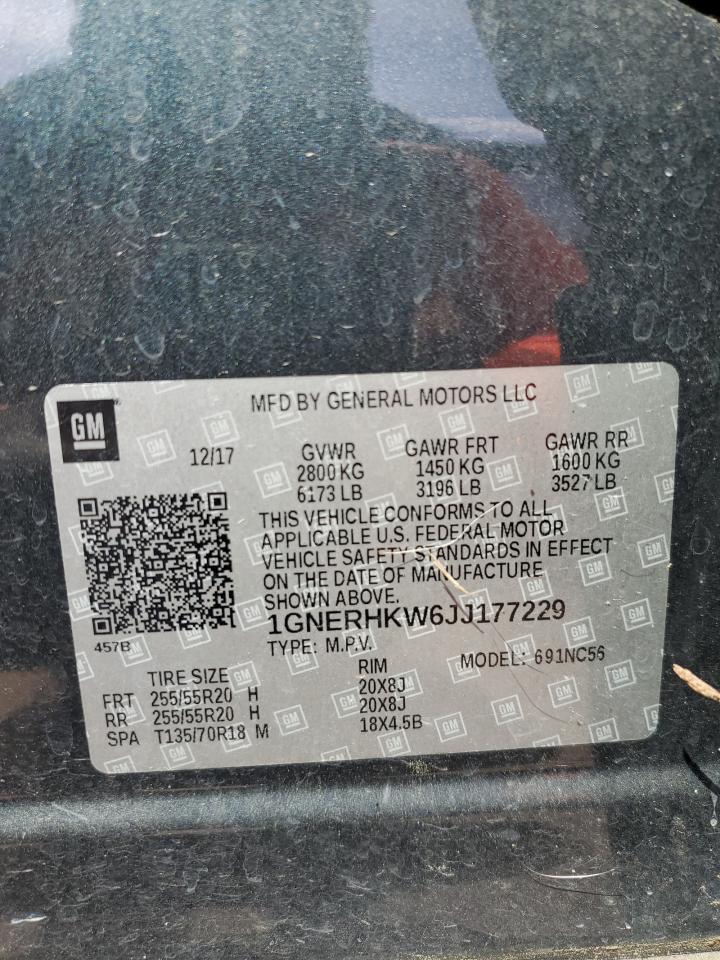 GM
MFD BY GENERAL MOTORS LLC
12/17 GVWR GAWR FRT GAWR RR
2800 KG 1450 KG 1600 KG
6173 LB 3196 LB 3527 LB
THIS VEHICLE CONFORMS TO ALL
APPLICABLE U.S. FEDERAL MOTOR
VEHICLE SAFETY STANDARDS IN EFFECT
ON THE DATE OF MANUFACTURE
SHOWN ABOVE.
1GNERHKW6JJ177229
457B
TYPE: M.P.V. MODEL: 691NC56
TIRE SIZE RIM
FRT 255/55R20 H 20X8J
RR 255/55R20 H 20X8J
SPA T135/70R18 M 18X4.5B